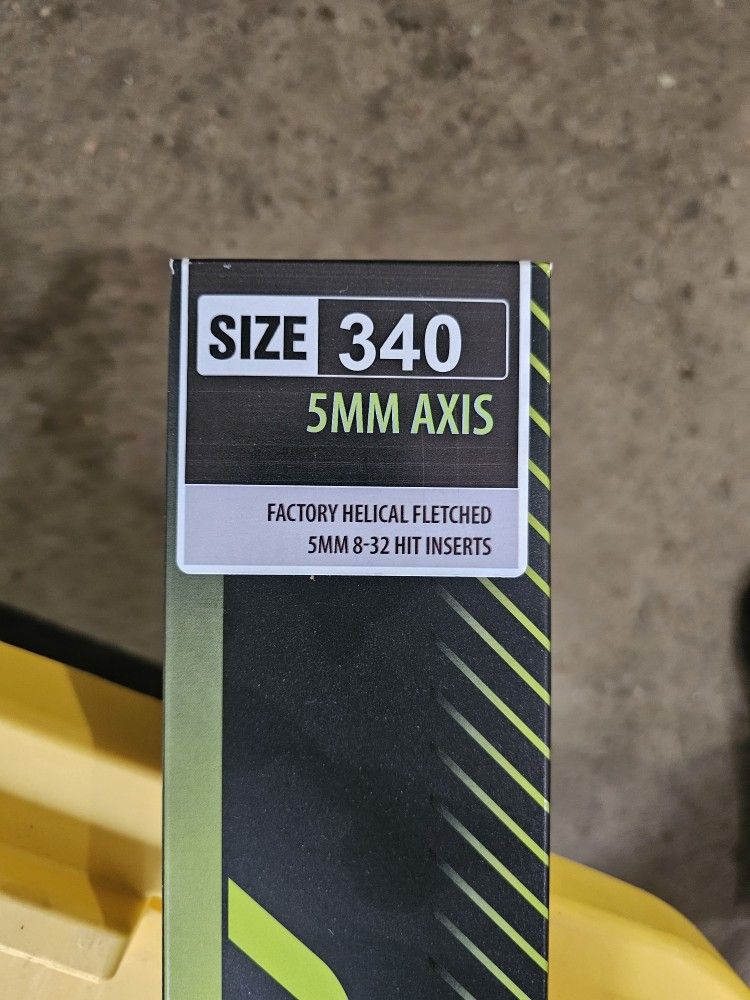 SIZE 340
5MM AXIS
FACTORY HELICAL FLETCHED
5MM 8-32 HIT INSERTS